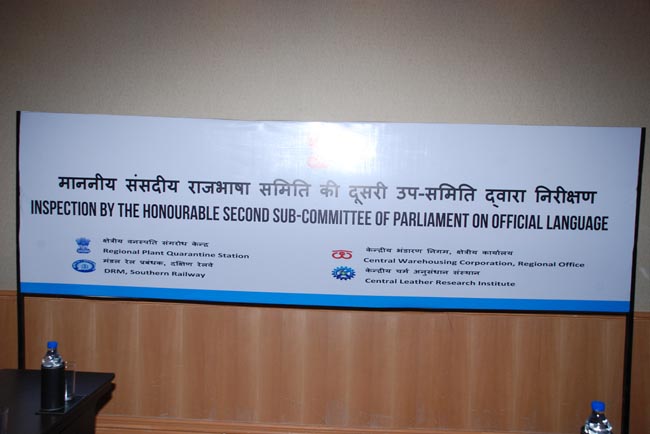 माननीय संसदीय राजभाषा समिति की दूसरी उप-समिति द्वारा निरीक्षण
INSPECTION BY THE HONOURABLE SECOND SUB-COMMITTEE OF PARLIAMENT ON OFFICIAL LANGUAGE
क्षेत्रीय वनस्पति संगरोध केन्द्र
Regional Plant Quarantine Station
मंडल रेल प्रबंधक, दक्षिण रेलवे
DRM, Southern Railway
केन्द्रीय भंडारण निगम, क्षेत्रीय कार्यालय
Central Warehousing Corporation, Regional Office
केन्द्रीय चर्म अनुसंधान संस्थान
Central Leather Research Institute